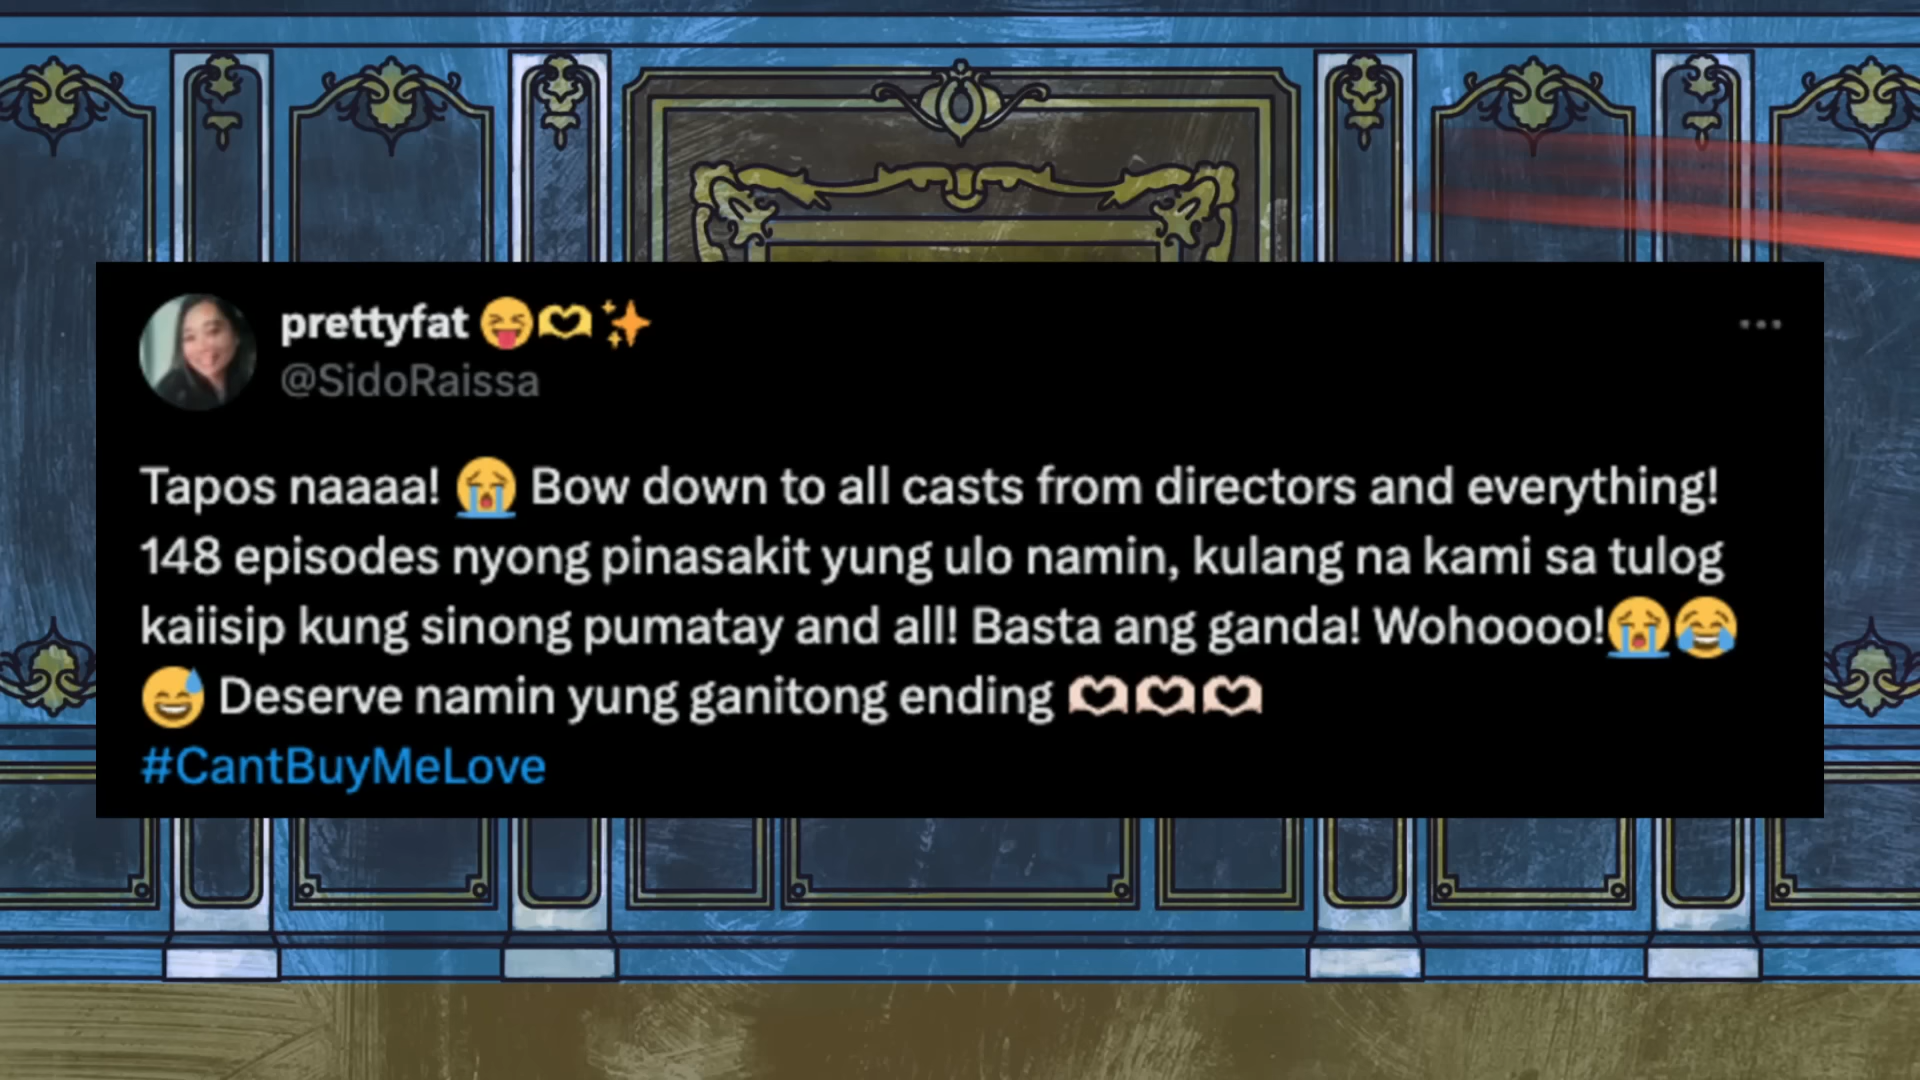 prettyfat 😝🫶✨
@SidoRaissa
Tapos naaaa! 😭 Bow down to all casts from directors and everything!
148 episodes nyong pinasakit yung ulo namin, kulang na kami sa tulog
kaiisip kung sinong pumatay and all! Basta ang ganda! Wohoooo!😭😂
😅 Deserve namin yung ganitong ending 🫶🏻🫶🏻🫶🏻
#CantBuyMeLove